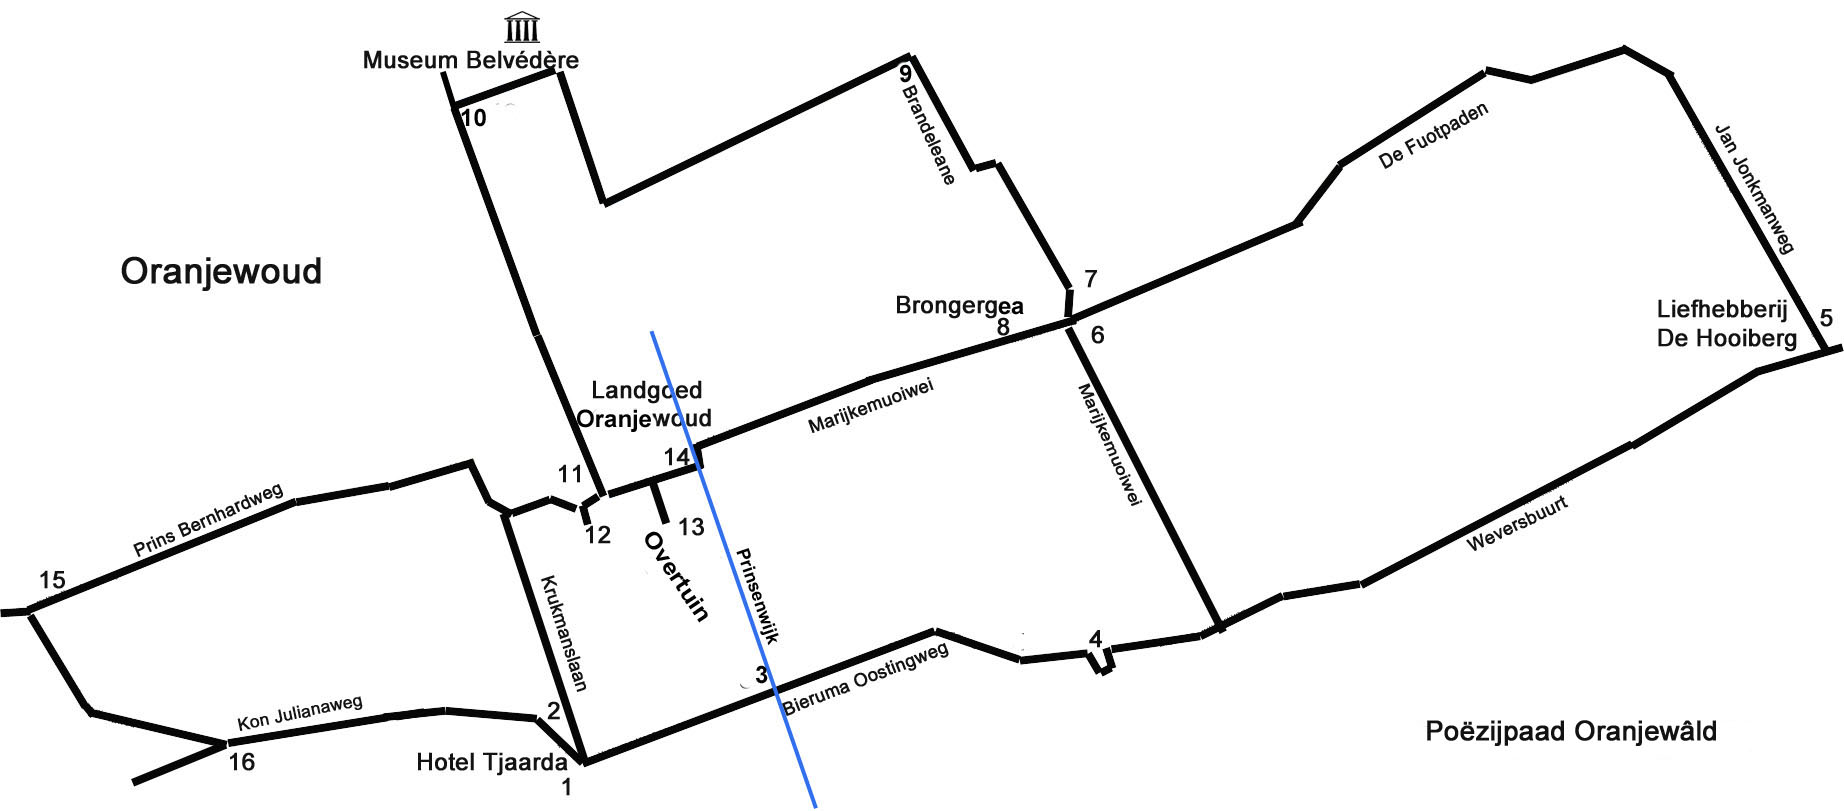 Museum Belvédère
10
9
Brandeleane
De Fuotpaden
Jan Jonkmanweg
Oranjewoud
7
Brongergea
8
6
Liefhebberij
De Hooiberg
5
Landgoed
Oranjewoud
Marijkemuoiwei
Marijkemuoiwei
14
11
12
13
Overtuin
Prins Bernhardweg
15
Krukmanslaan
Prinsenwijk
Weversbuurt
4
3
Bieruma Oostingweg
Kon Julianaweg
2
16
Hotel Tjaarda
1
Poëzijpaad Oranjewâld